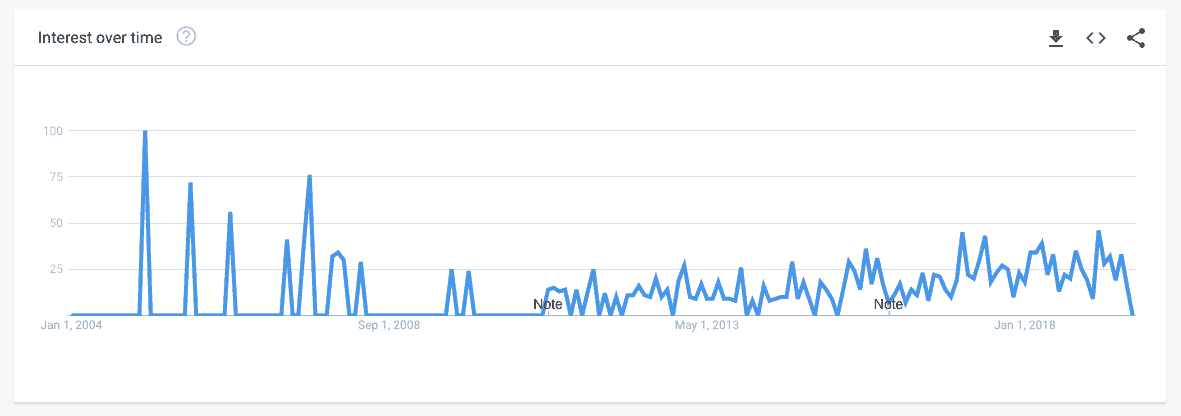 Interest over time
100
75
50
25
Note
Note
Jan 1, 2004
Sep 1, 2008
May 1, 2013
Jan 1, 2018